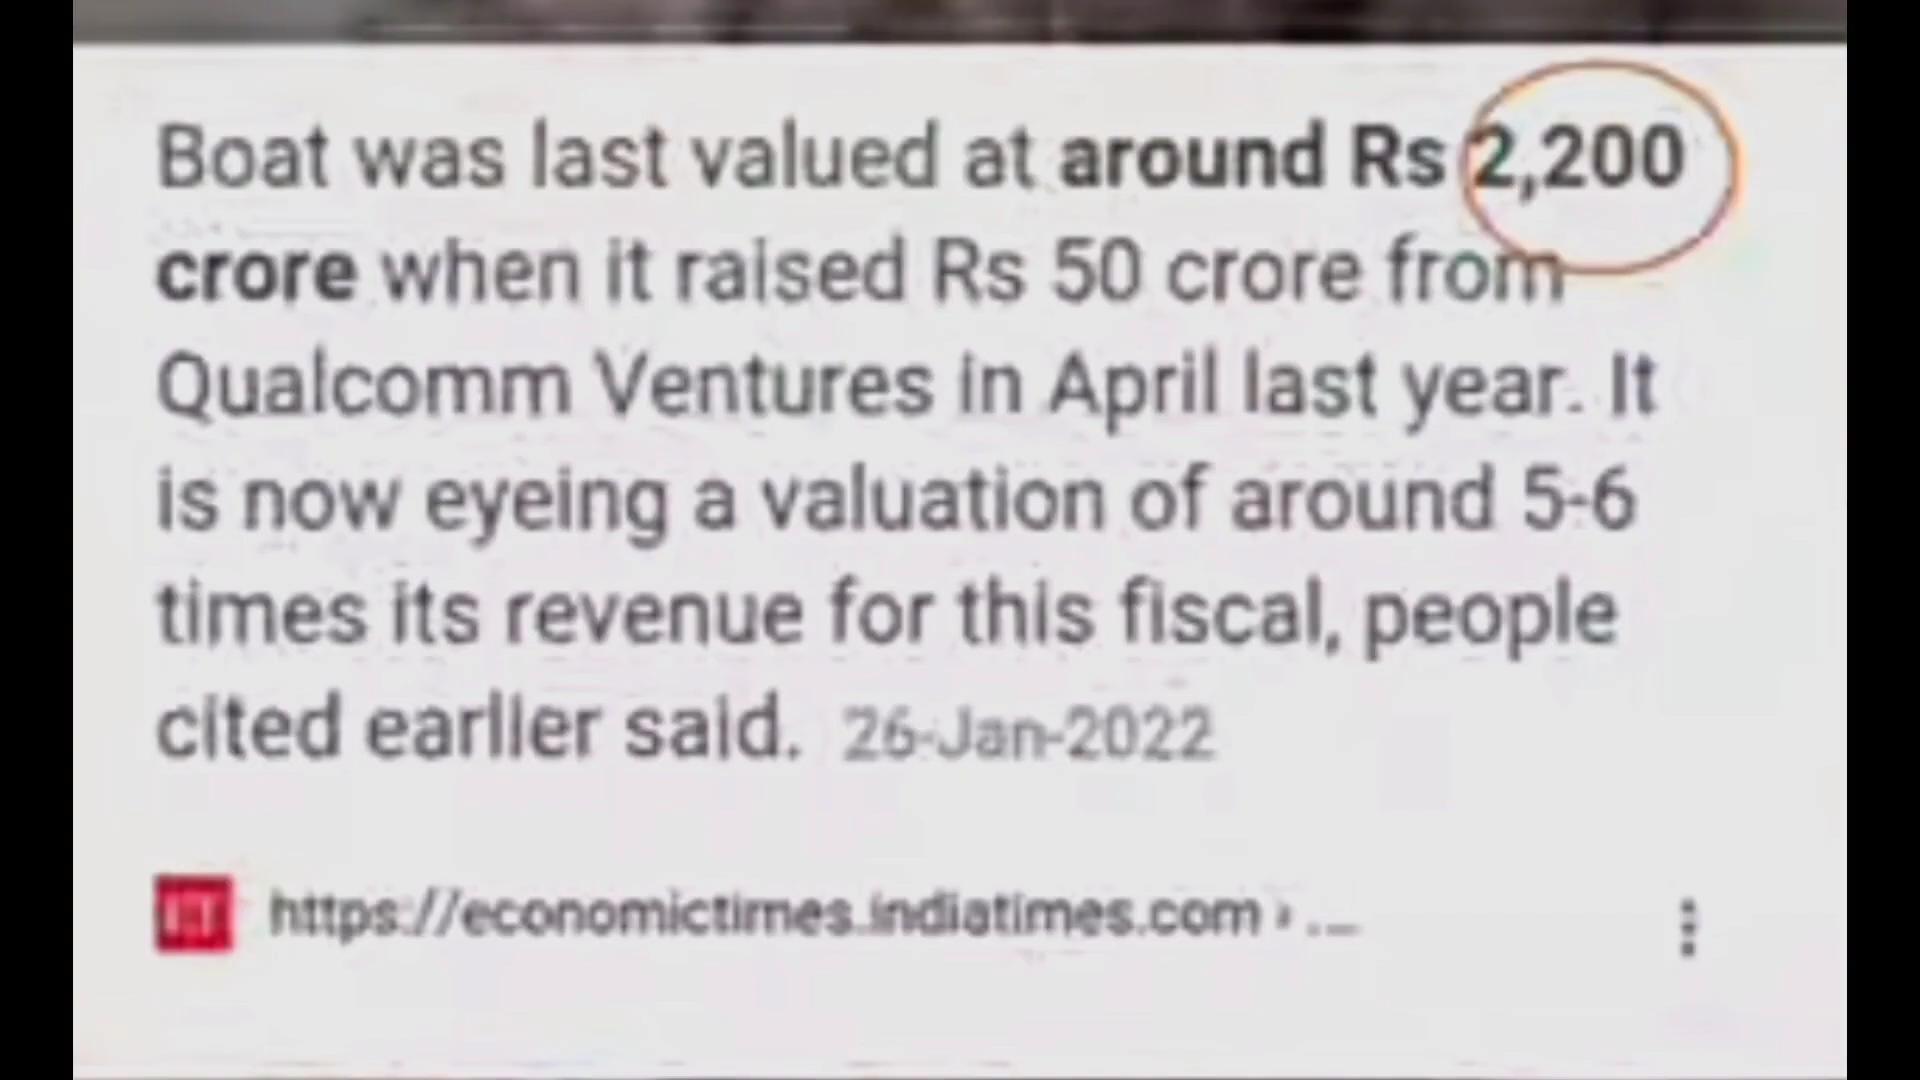 Boat was last valued at around Rs 2,200
crore when it raised Rs 50 crore from
Qualcomm Ventures in April last year. It
is now eyeing a valuation of around 5-6
times its revenue for this fiscal, people
cited earlier said. 26-Jan-2022
ET https://economictimes.indiatimes.com › ...